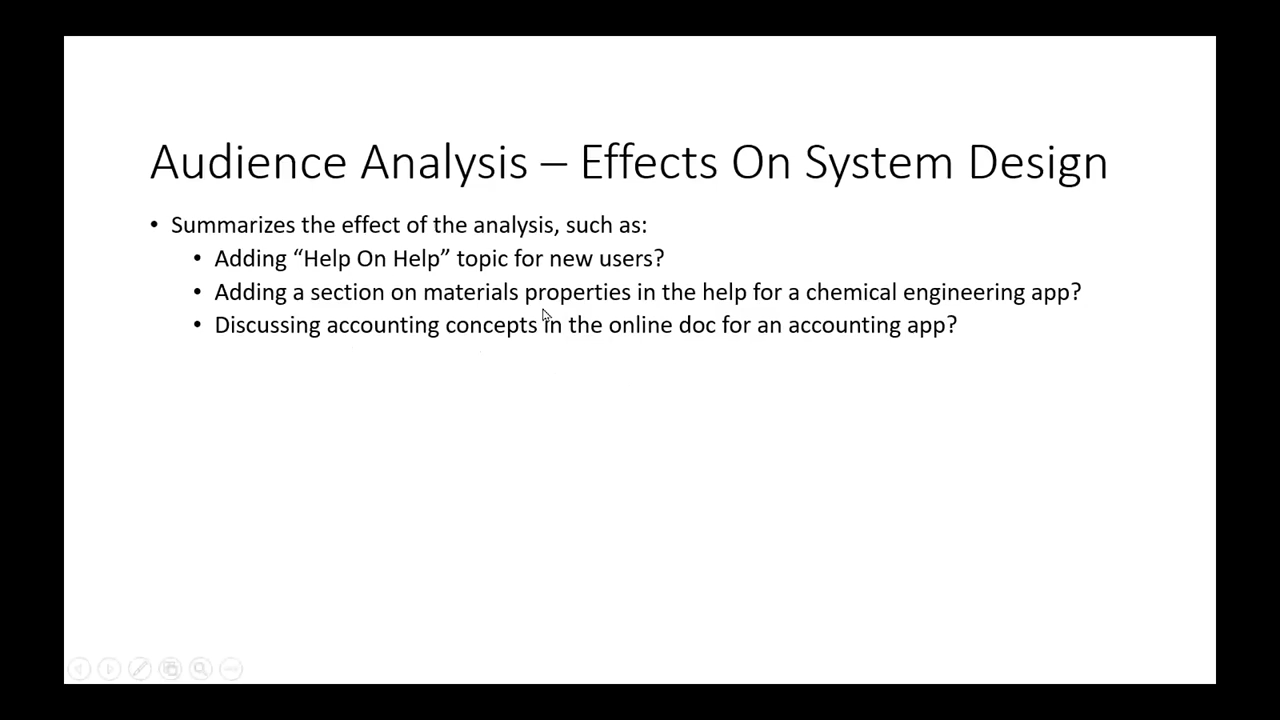 Audience Analysis – Effects On System Design
• Summarizes the effect of the analysis, such as:
• Adding “Help On Help” topic for new users?
• Adding a section on materials properties in the help for a chemical engineering app?
• Discussing accounting concepts in the online doc for an accounting app?